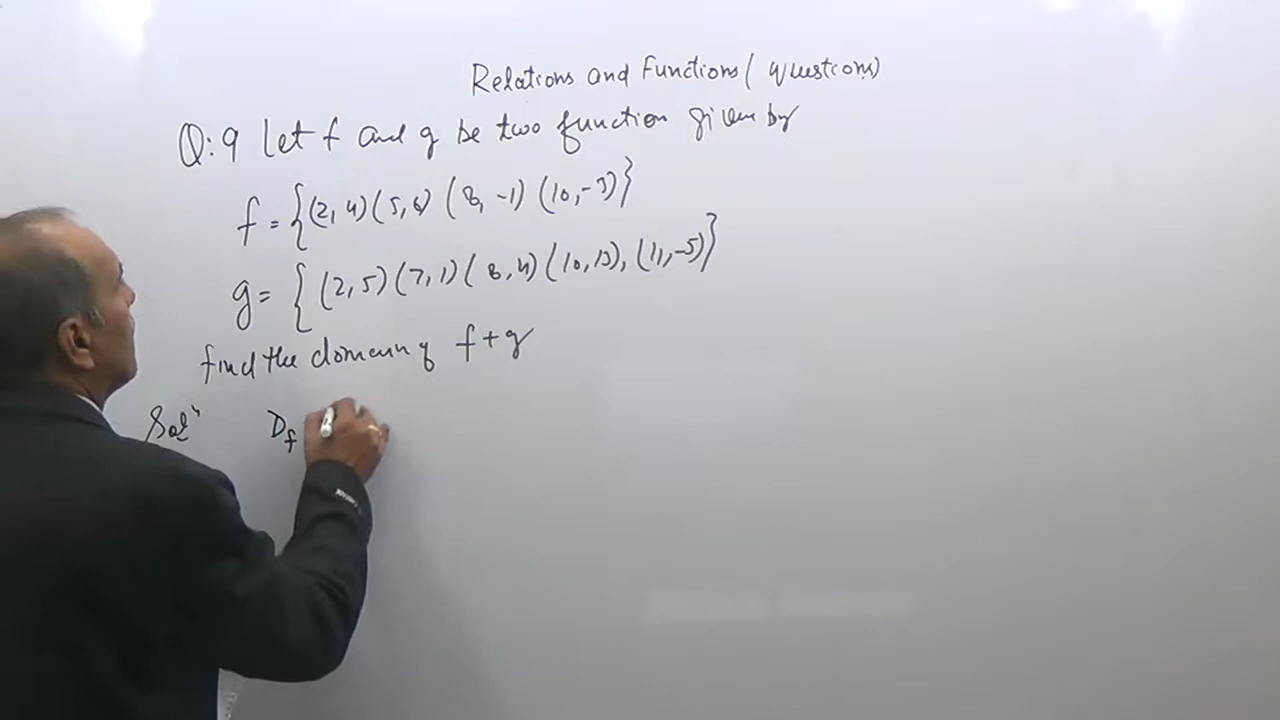 Relations and Functions ( Questions)
Q:9 Let f and g be two function given by
f = {(2, 4) (5, 6) (8, -1) (10, -3)}
g = {(2, 5) (7, 1) (8, 4) (10, 13), (11, -5)}
find the domain of f + g
Solⁿ D_f